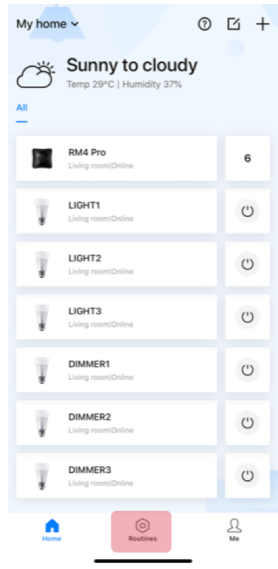 My home
Sunny to cloudy
Temp 29°C | Humidity 37%
All
RM4 Pro
Living room|Online
6
LIGHT1
Living room|Online
LIGHT2
Living room|Online
LIGHT3
Living room|Online
DIMMER1
Living room|Online
DIMMER2
Living room|Online
DIMMER3
Living room|Online
Home
Routines
Me